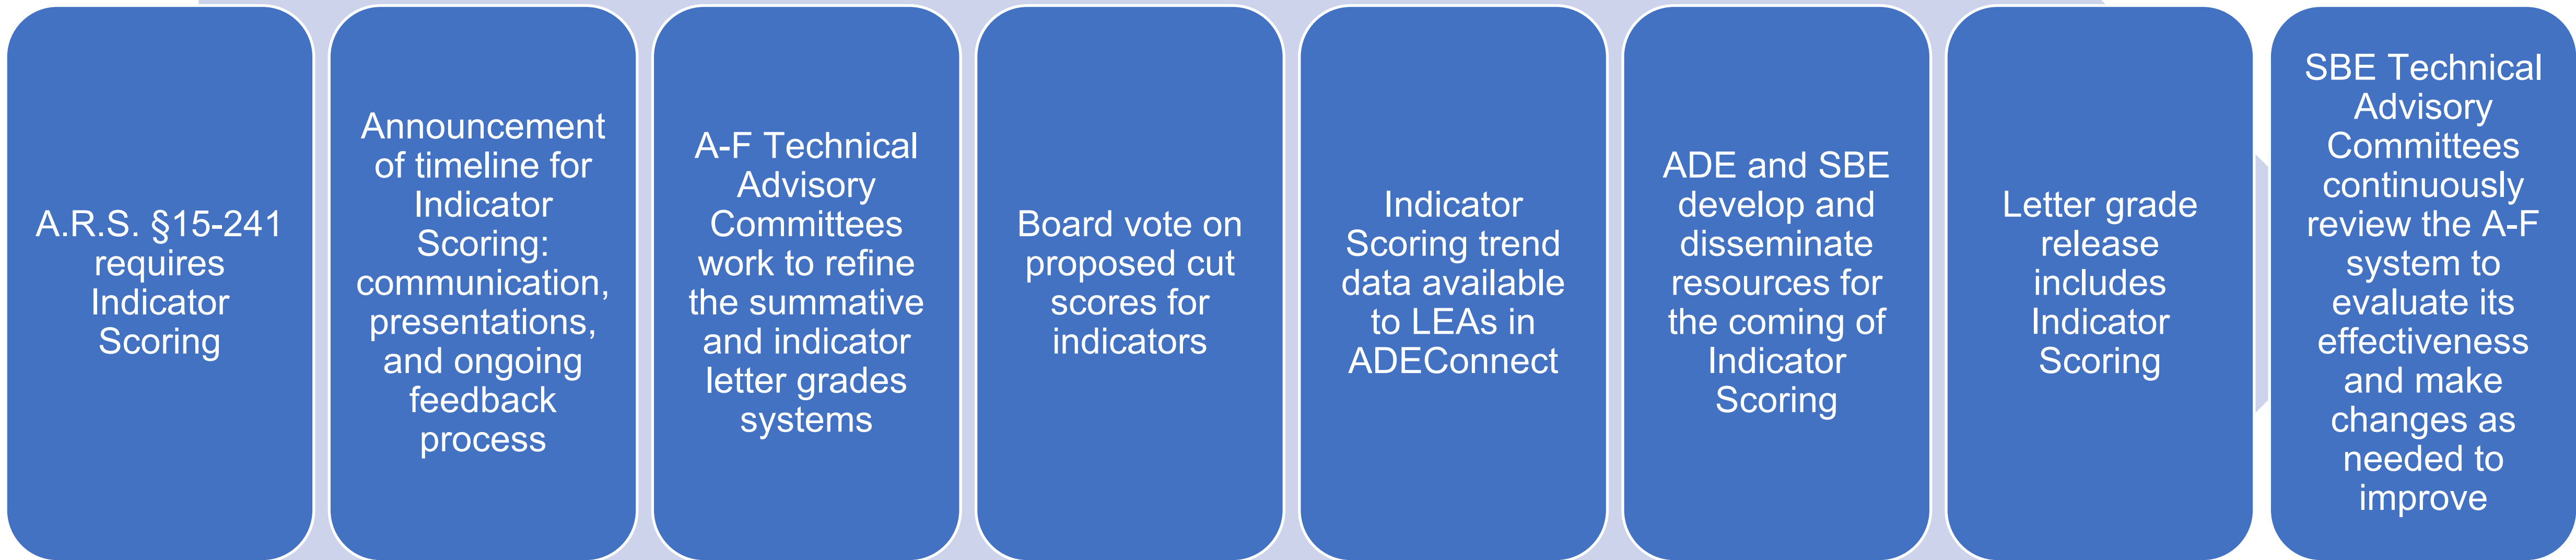 A.R.S. §15-241
requires
Indicator
Scoring
Announcement
of timeline for
Indicator
Scoring:
communication,
presentations,
and ongoing
feedback
process
A-F Technical
Advisory
Committees
work to refine
the summative
and indicator
letter grades
systems
Board vote on
proposed cut
scores for
indicators
Indicator
Scoring trend
data available
to LEAs in
ADEConnect
ADE and SBE
develop and
disseminate
resources for
the coming of
Indicator
Scoring
Letter grade
release
includes
Indicator
Scoring
SBE Technical
Advisory
Committees
continuously
review the A-F
system to
evaluate its
effectiveness
and make
changes as
needed to
improve